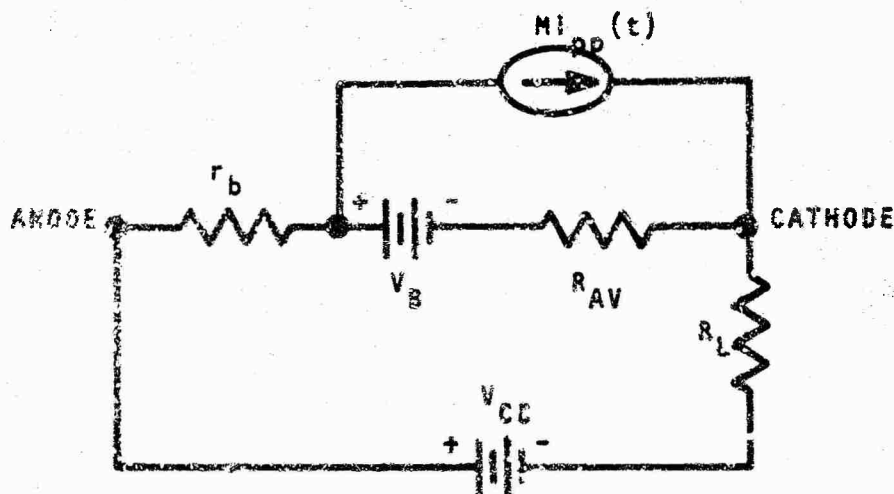 Mi_pp(t)
r_b
+ -
ANODE
CATHODE
V_B
R_AV
R_L
V_CC
+ -